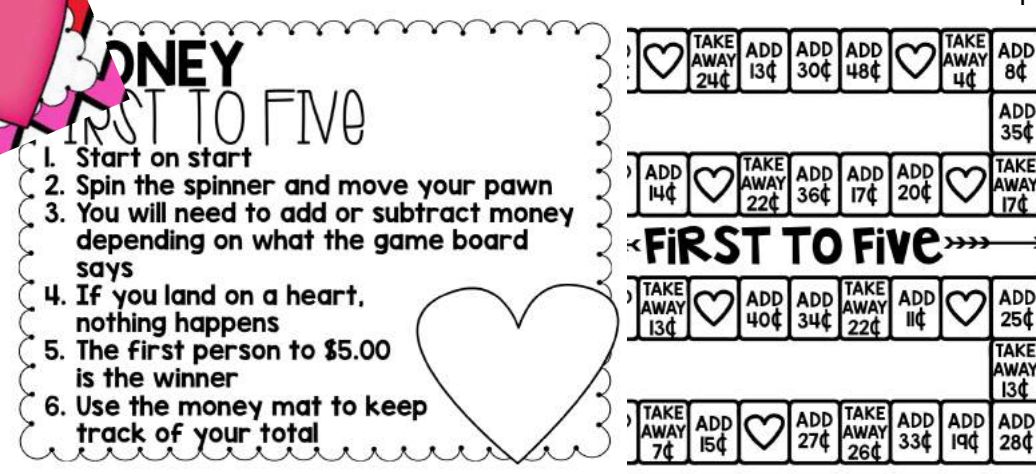 ONEY
IRST TO FIVE
1. Start on start
2. Spin the spinner and move your pawn
3. You will need to add or subtract money
depending on what the game board
says
4. If you land on a heart,
nothing happens
5. The first person to $5.00
is the winner
6. Use the money mat to keep
track of your total
TAKE AWAY 24¢ ADD 13¢ ADD 30¢ ADD 48¢ TAKE AWAY 4¢ ADD 8¢
ADD 35¢
ADD 14¢ TAKE AWAY 22¢ ADD 36¢ ADD 17¢ ADD 20¢ TAKE AWAY 17¢
FiRST TO FiVe
TAKE AWAY 13¢ ADD 40¢ ADD 34¢ TAKE AWAY 22¢ ADD 11¢ ADD 25¢
TAKE AWAY 13¢
TAKE AWAY 7¢ ADD 15¢ ADD 27¢ TAKE AWAY 26¢ ADD 33¢ ADD 19¢ ADD 28¢